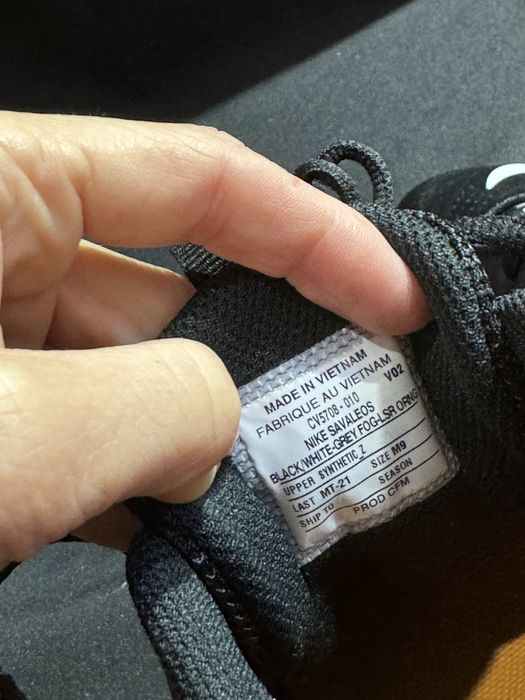 MADE IN VIETNAM
FABRIQUE AU VIETNAM
CV5708-010 V02
NIKE SAVALEOS
BLACK/WHITE-GREY FOG-LSR ORNG
UPPER SYNTHETIC_Z
LAST MT-21 SIZE M9
SHIP TO SEASON
PROD CFM